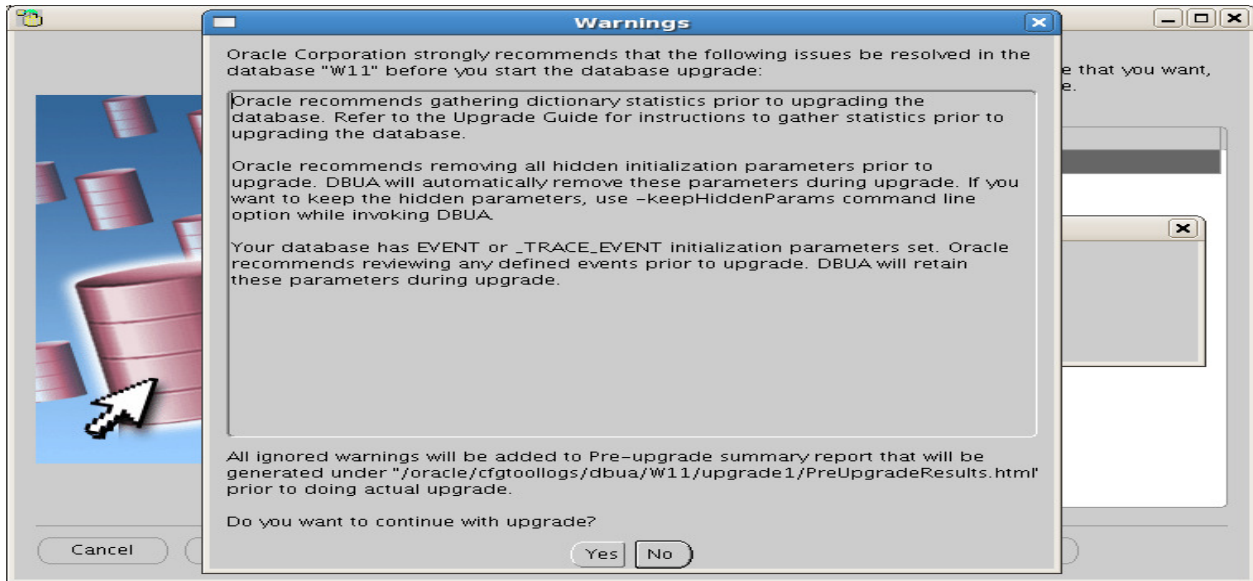 Warnings
Oracle Corporation strongly recommends that the following issues be resolved in the
database "W11" before you start the database upgrade:
e that you want,
e.
Oracle recommends gathering dictionary statistics prior to upgrading the
database. Refer to the Upgrade Guide for instructions to gather statistics prior to
upgrading the database.
Oracle recommends removing all hidden initialization parameters prior to
upgrade. DBUA will automatically remove these parameters during upgrade. If you
want to keep the hidden parameters, use -keepHiddenParams command line
option while invoking DBUA.
Your database has EVENT or _TRACE_EVENT initialization parameters set. Oracle
recommends reviewing any defined events prior to upgrade. DBUA will retain
these parameters during upgrade.
All ignored warnings will be added to Pre-upgrade summary report that will be
generated under "/oracle/cfgtoollogs/dbua/W11/upgrade1/PreUpgradeResults.html"
prior to doing actual upgrade.
Do you want to continue with upgrade?
Cancel
Yes
No